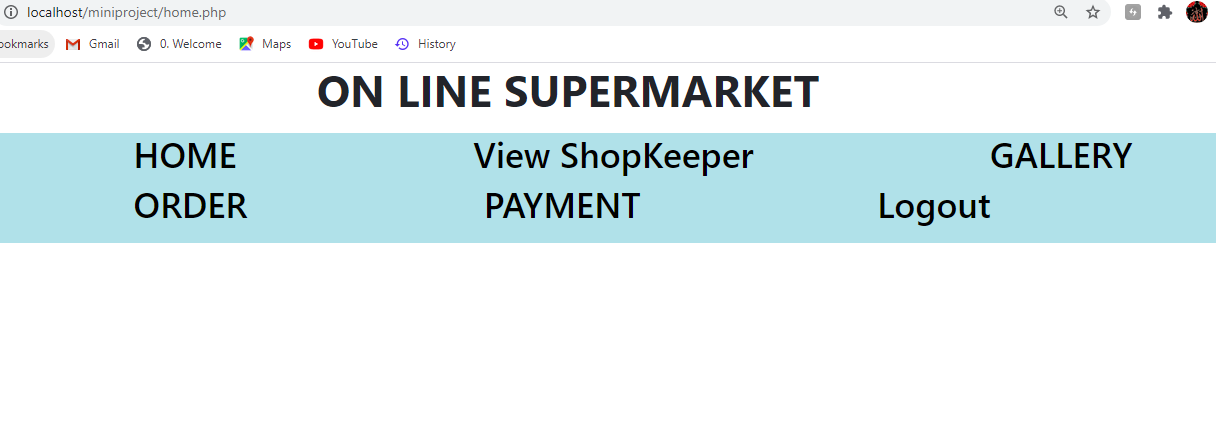 localhost/miniproject/home.php
ookmarks Gmail 0. Welcome Maps YouTube History
ON LINE SUPERMARKET
HOME View ShopKeeper GALLERY
ORDER PAYMENT Logout